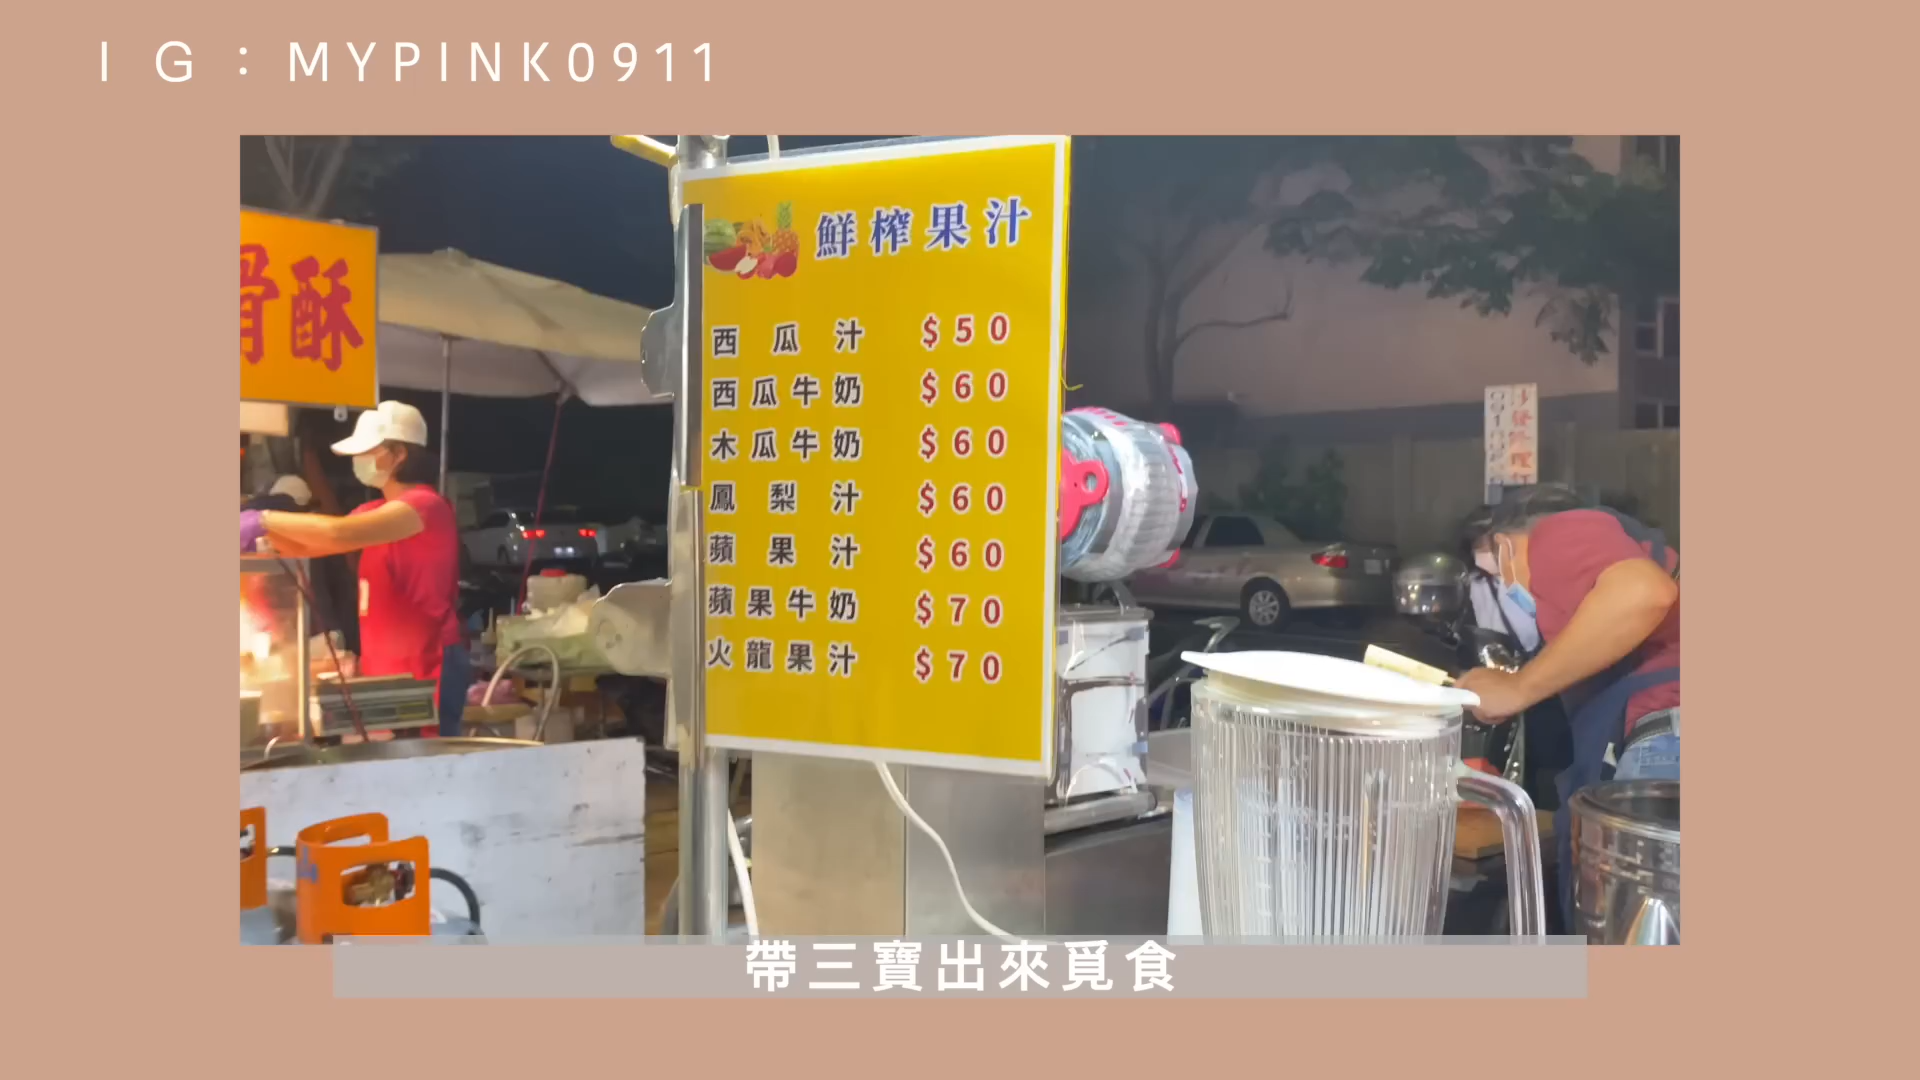 IG:MYPINK0911
骨酥
鮮榨果汁
西瓜汁 $50
西瓜牛奶 $60
木瓜牛奶 $60
鳳梨汁 $60
蘋果汁 $60
蘋果牛奶 $70
火龍果汁 $70
帶三寶出來覓食